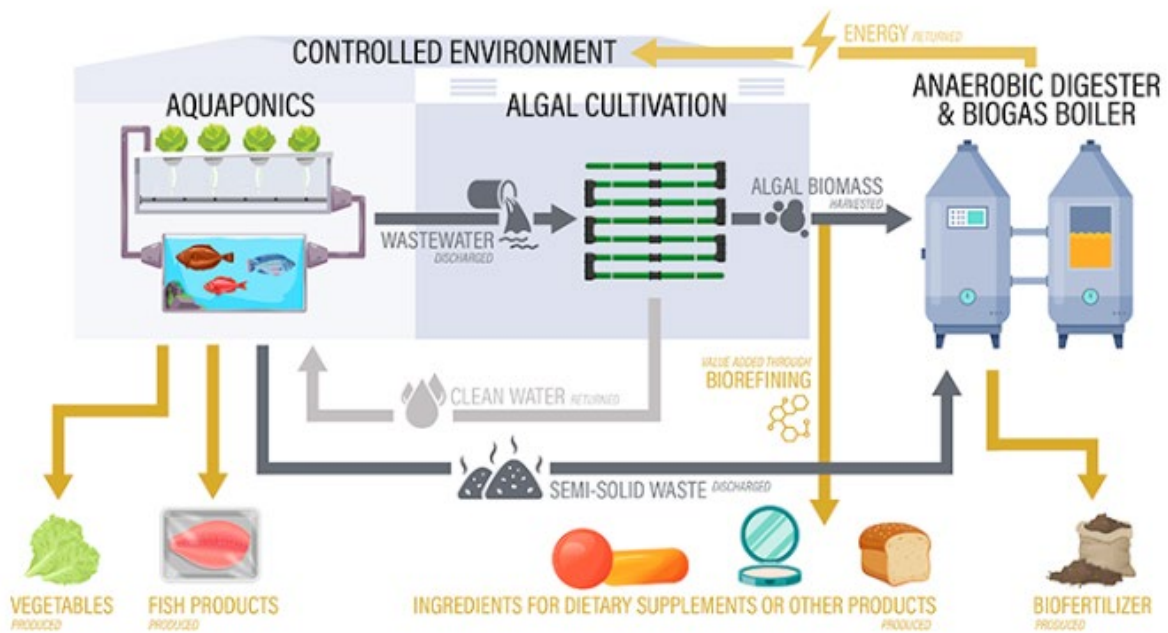 CONTROLLED ENVIRONMENT
ENERGY RETURNED
AQUAPONICS
ALGAL CULTIVATION
ANAEROBIC DIGESTER
& BIOGAS BOILER
WASTEWATER
DISCHARGED
ALGAL BIOMASS
HARVESTED
CLEAN WATER RETURNED
VALUE ADDED THROUGH
BIOREFINING
SEMI-SOLID WASTE DISCHARGED
VEGETABLES
PRODUCED
FISH PRODUCTS
PRODUCED
INGREDIENTS FOR DIETARY SUPPLEMENTS OR OTHER PRODUCTS
PRODUCED
BIOFERTILIZER
PRODUCED